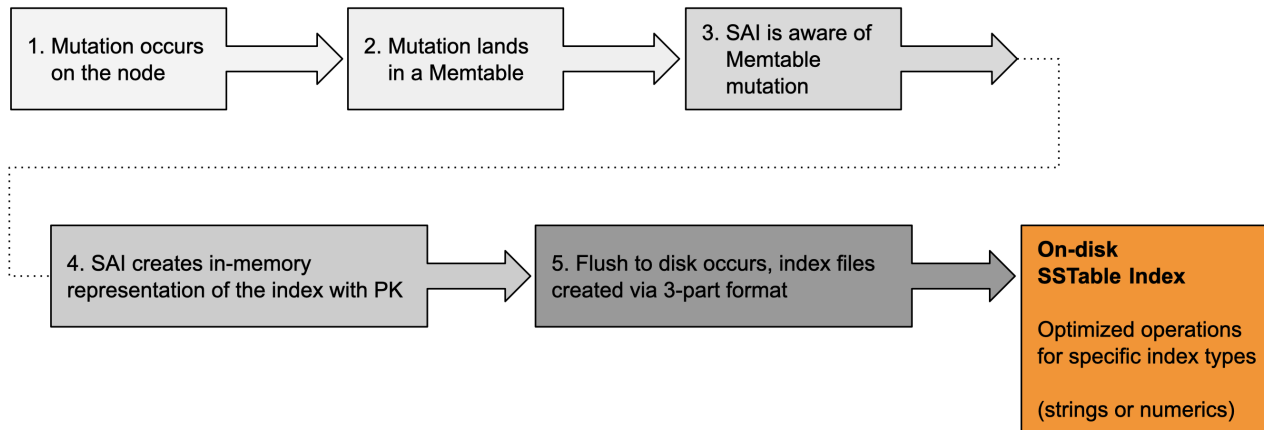 1. Mutation occurs
on the node
2. Mutation lands
in a Memtable
3. SAI is aware of
Memtable
mutation
4. SAI creates in-memory
representation of the index with PK
5. Flush to disk occurs, index files
created via 3-part format
On-disk
SSTable Index
Optimized operations
for specific index types
(strings or numerics)